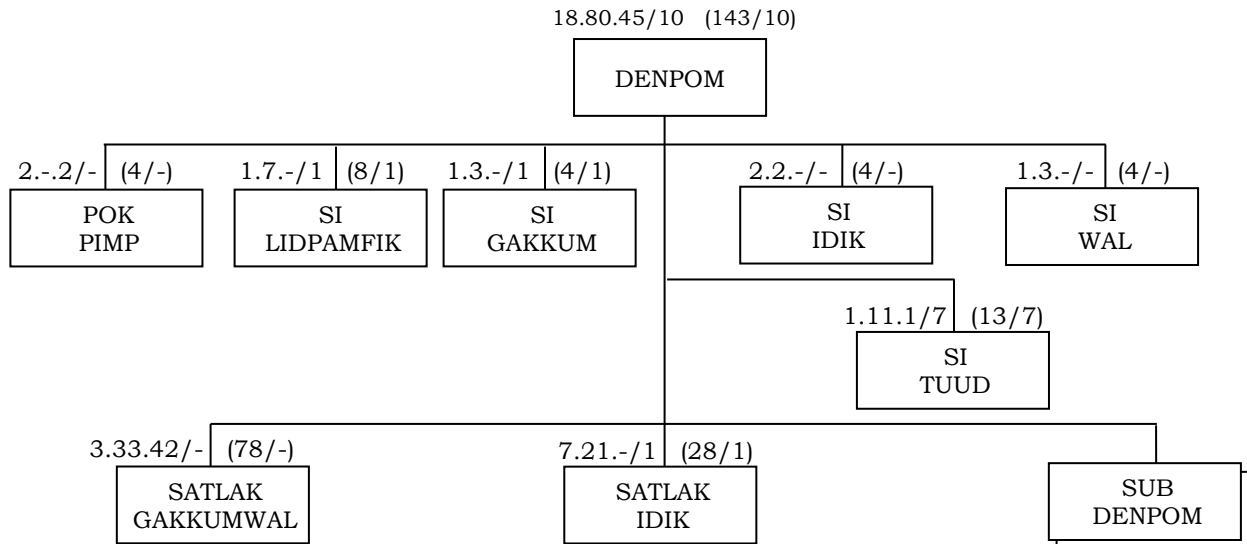 18.80.45/10 (143/10)
DENPOM
2.-.2/- (4/-)
POK
PIMP
1.7.-/1 (8/1)
SI
LIDPAMFIK
1.3.-/1 (4/1)
SI
GAKKUM
2.2.-/- (4/-)
SI
IDIK
1.3.-/- (4/-)
SI
WAL
1.11.1/7 (13/7)
SI
TUUD
3.33.42/- (78/-)
SATLAK
GAKKUMWAL
7.21.-/1 (28/1)
SATLAK
IDIK
SUB
DENPOM